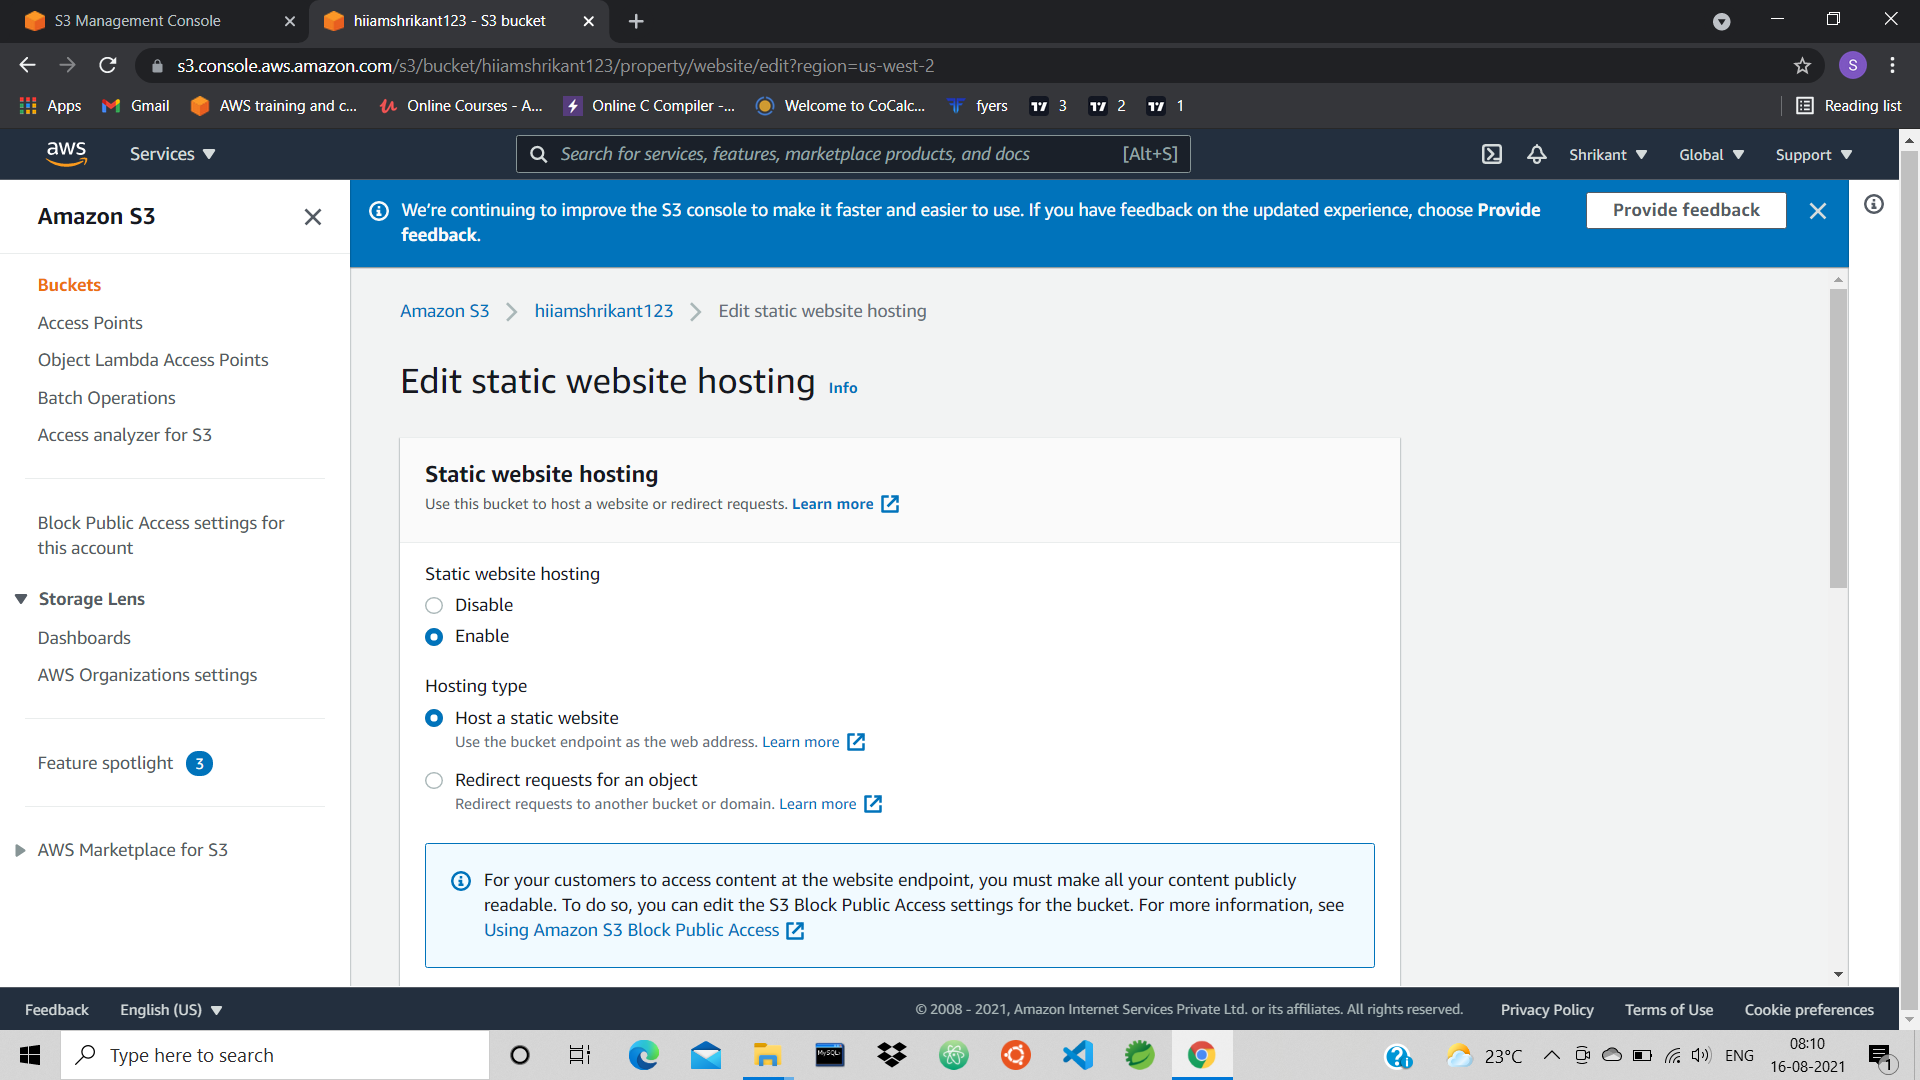 S3 Management Console
hiiamshrikant123 - S3 bucket
s3.console.aws.amazon.com/s3/bucket/hiiamshrikant123/property/website/edit?region=us-west-2
S
Apps
Gmail
AWS training and c...
Online Courses - A...
Online C Compiler -...
Welcome to CoCalc...
fyers
3
2
1
Reading list
aws
Services
Search for services, features, marketplace products, and docs
[Alt+S]
Shrikant
Global
Support
Amazon S3
We're continuing to improve the S3 console to make it faster and easier to use. If you have feedback on the updated experience, choose Provide
feedback.
Provide feedback
Buckets
Access Points
Object Lambda Access Points
Batch Operations
Access analyzer for S3
Block Public Access settings for
this account
Storage Lens
Dashboards
AWS Organizations settings
Feature spotlight 3
AWS Marketplace for S3
Amazon S3
hiiamshrikant123
Edit static website hosting
Edit static website hosting Info
Static website hosting
Use this bucket to host a website or redirect requests. Learn more
Static website hosting
Disable
Enable
Hosting type
Host a static website
Use the bucket endpoint as the web address. Learn more
Redirect requests for an object
Redirect requests to another bucket or domain. Learn more
For your customers to access content at the website endpoint, you must make all your content publicly
readable. To do so, you can edit the S3 Block Public Access settings for the bucket. For more information, see
Using Amazon S3 Block Public Access
Feedback
English (US)
© 2008 - 2021, Amazon Internet Services Private Ltd. or its affiliates. All rights reserved.
Privacy Policy
Terms of Use
Cookie preferences
Type here to search
23°C
ENG
08:10
16-08-2021
1